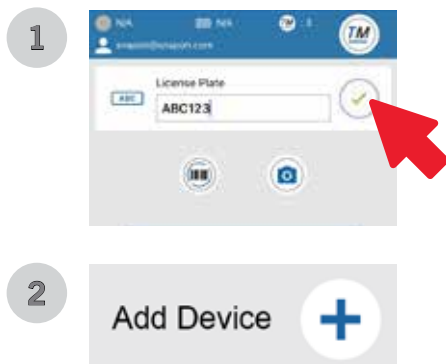 1
N/A
N/A
TM
License Plate
ABC
ABC123
2
Add Device